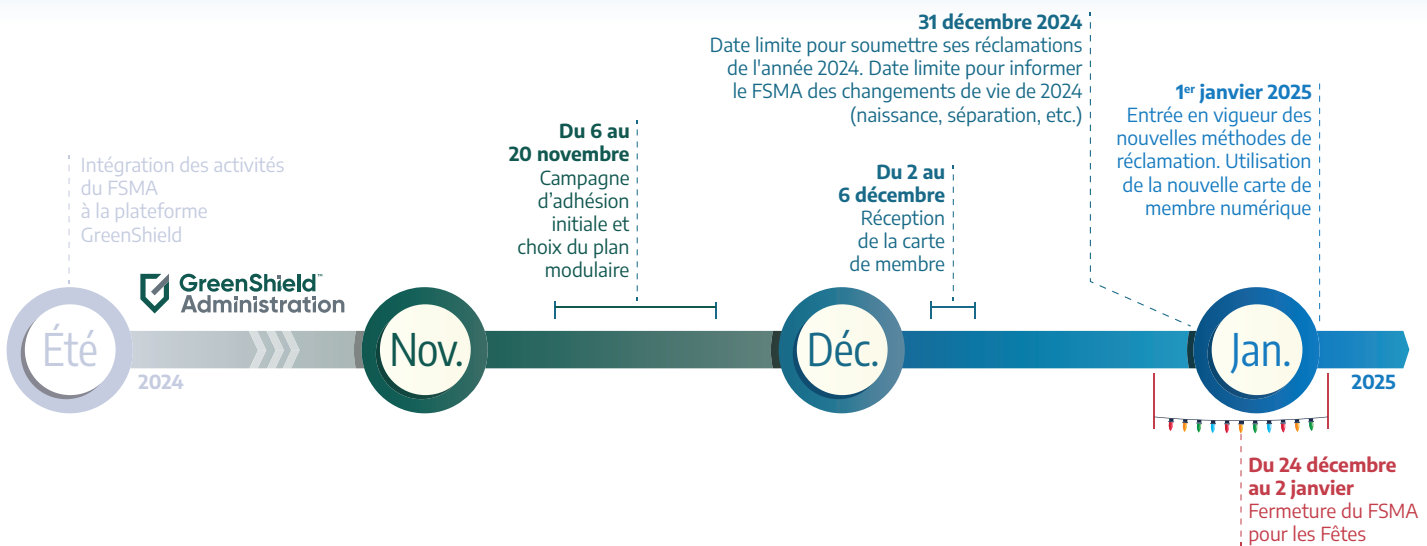 31 décembre 2024
Date limite pour soumettre ses réclamations
de l'année 2024. Date limite pour informer
le FSMA des changements de vie de 2024
(naissance, séparation, etc.)
1er janvier 2025
Entrée en vigueur des
nouvelles méthodes de
réclamation. Utilisation
de la nouvelle carte de
membre numérique
Du 6 au
20 novembre
Campagne
d’adhésion
initiale et
choix du plan
modulaire
Intégration des activités
du FSMA
à la plateforme
GreenShield
Du 2 au
6 décembre
Réception
de la carte
de membre
GreenShield™
Administration
Été
Nov.
Déc.
Jan.
2024
2025
Du 24 décembre
au 2 janvier
Fermeture du FSMA
pour les Fêtes